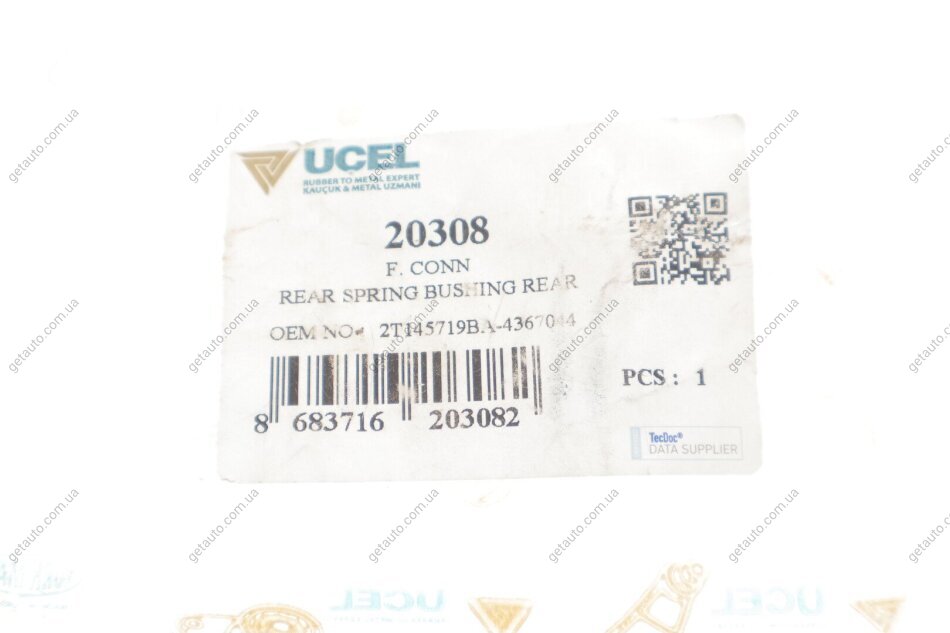 UCEL
RUBBER TO METAL EXPERT
KAUÇUK & METAL UZMANI
20308
F. CONN
REAR SPRING BUSHING REAR
OEM NO: 2T145719BA-4367044
PCS : 1
8 683716 203082
TecDoc®
DATA SUPPLIER
UCEL
UCEL
getauto.com.ua